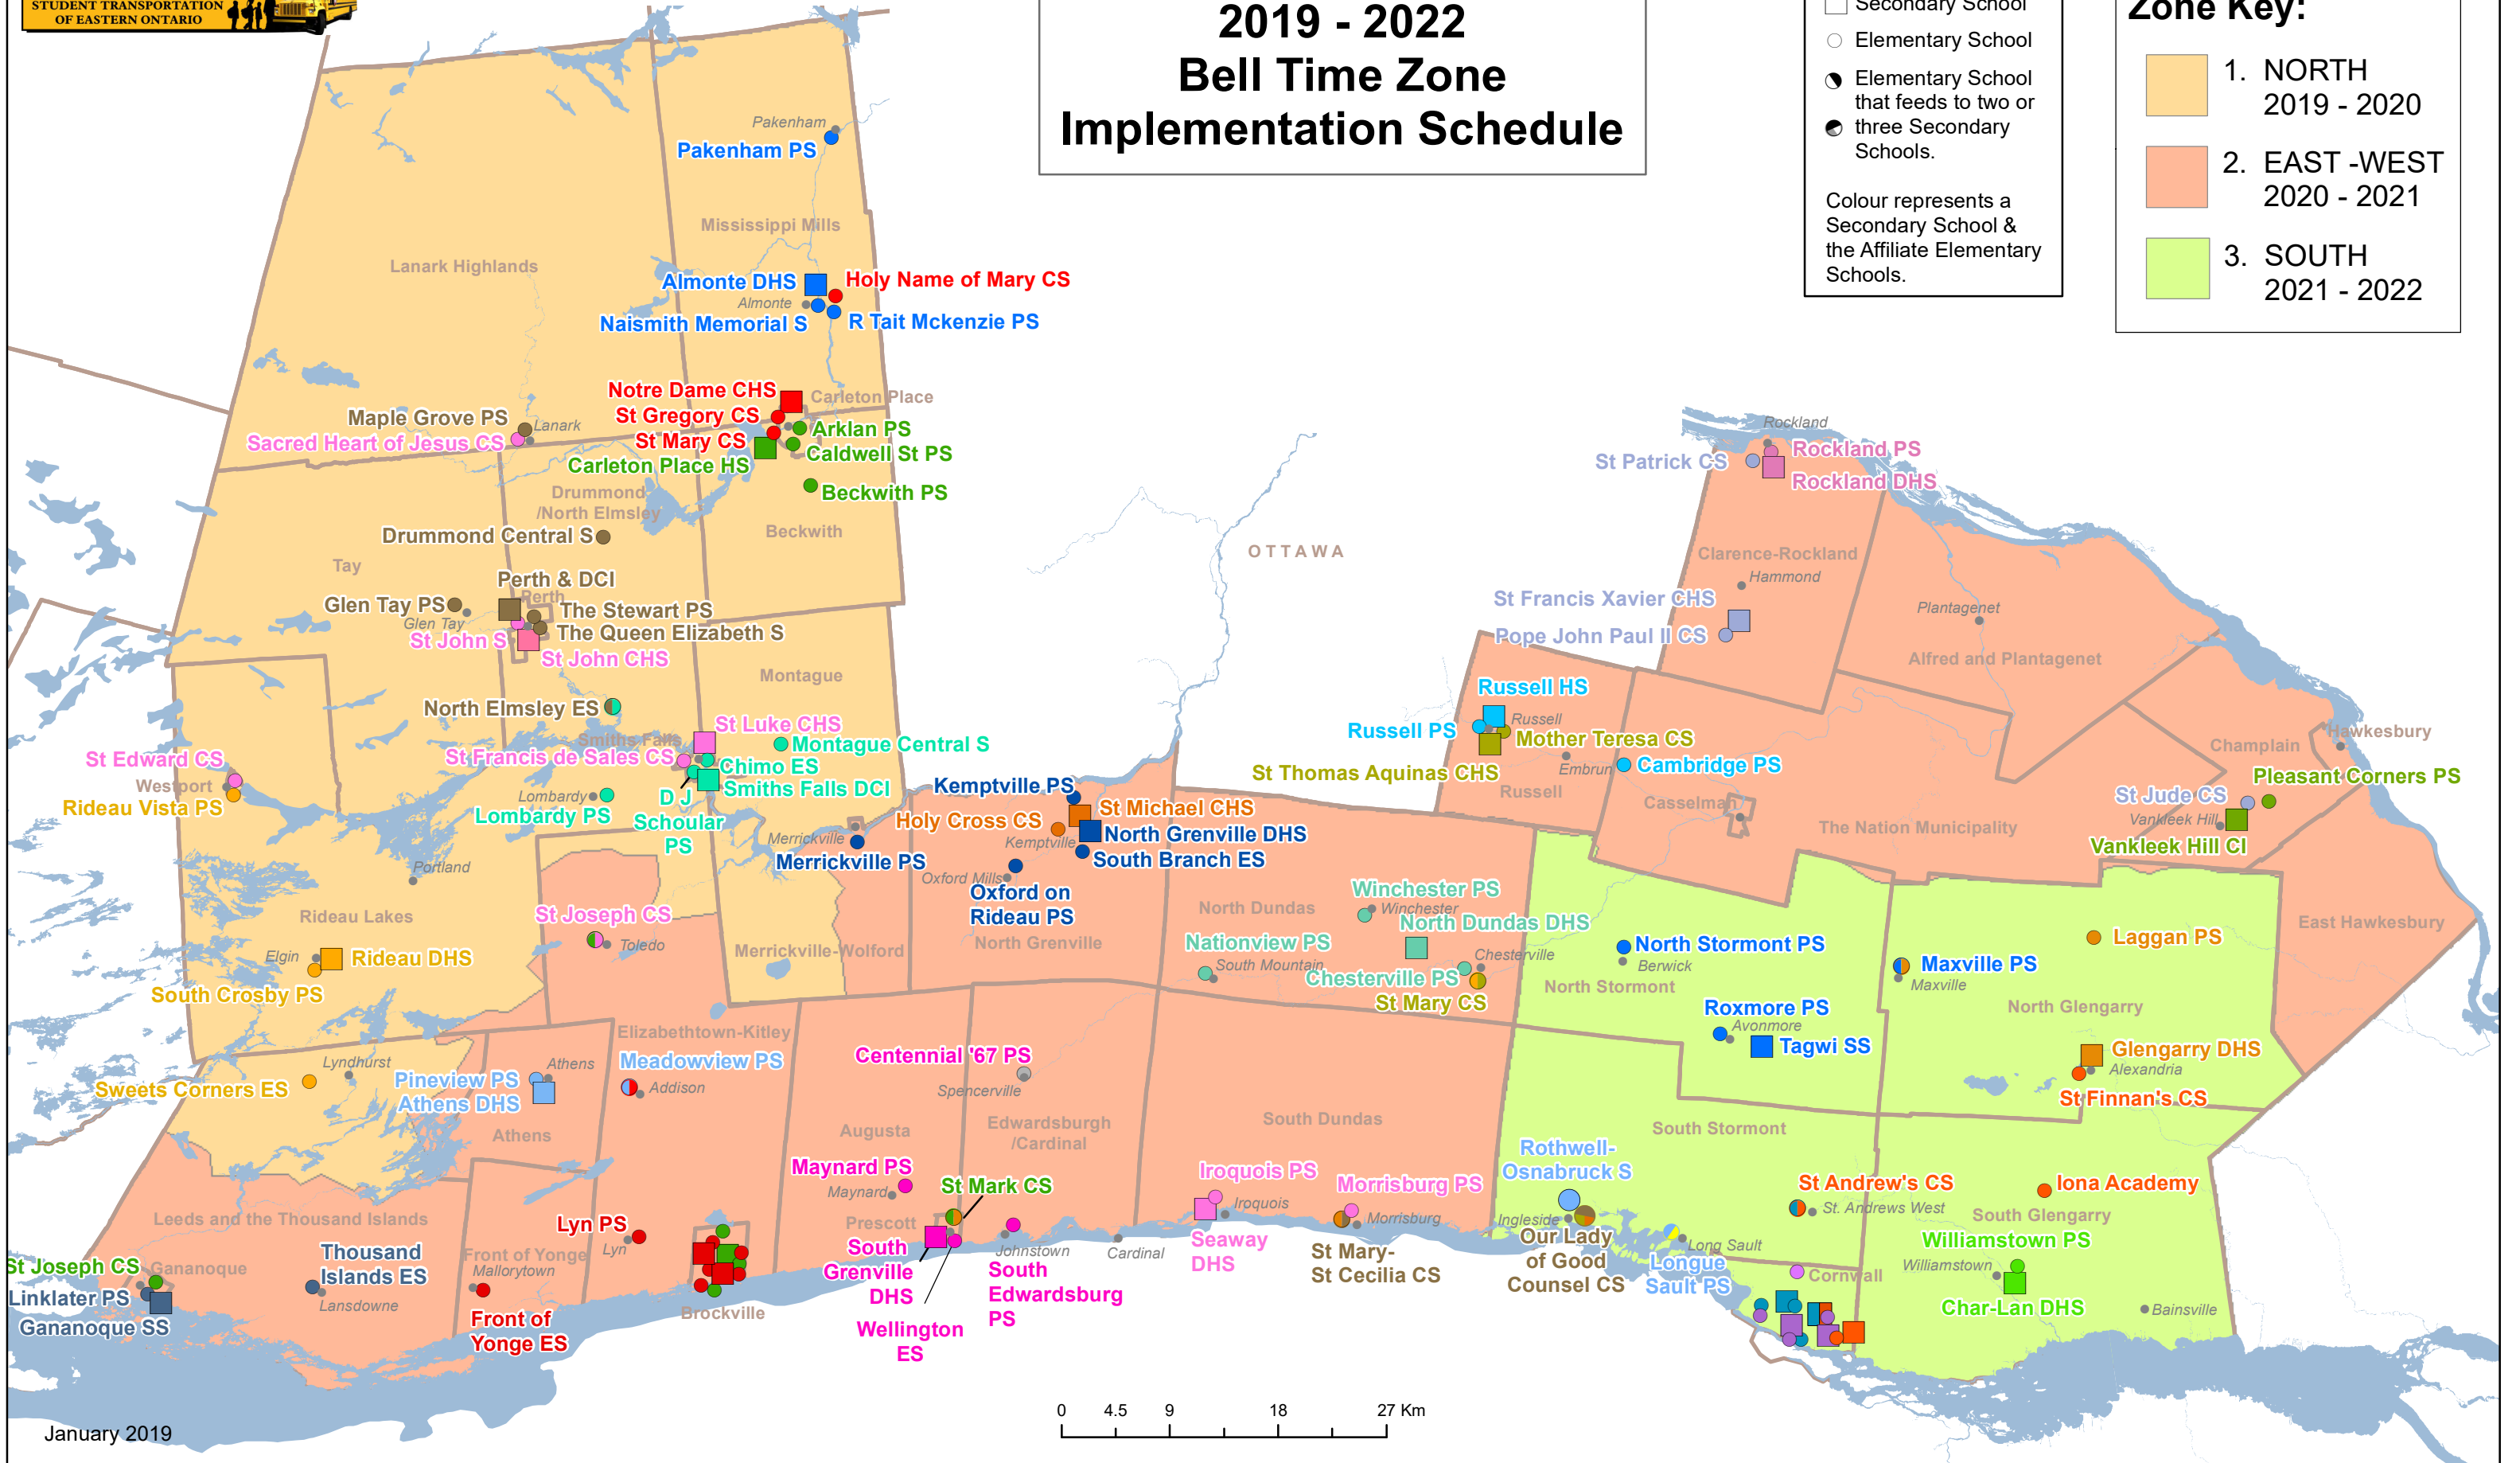 STUDENT TRANSPORTATION
OF EASTERN ONTARIO
2019 - 2022
Bell Time Zone
Implementation Schedule
Secondary School
Elementary School
Elementary School
that feeds to two or
three Secondary
Schools.
Colour represents a
Secondary School &
the Affiliate Elementary
Schools.
Zone Key:
1. NORTH
2019 - 2020
2. EAST -WEST
2020 - 2021
3. SOUTH
2021 - 2022
Pakenham
Pakenham PS
Mississippi Mills
Lanark Highlands
Almonte DHS
Holy Name of Mary CS
Almonte
Naismith Memorial S
R Tait Mckenzie PS
Notre Dame CHS
Carleton Place
St Gregory CS
Maple Grove PS
Lanark
Arklan PS
Sacred Heart of Jesus CS
St Mary CS
Caldwell St PS
Carleton Place HS
Beckwith PS
Drummond
/North Elmsley
Beckwith
Drummond Central S
Tay
Perth & DCI
Perth
Glen Tay PS
Glen Tay
The Stewart PS
The Queen Elizabeth S
St John S
St John CHS
Montague
North Elmsley ES
St Luke CHS
Smiths Falls
Montague Central S
St Francis de Sales CS
Chimo ES
St Edward CS
Westport
Smiths Falls DCI
Rideau Vista PS
Lombardy
Lombardy PS
D J
Schoular
PS
Kemptville PS
St Michael CHS
Holy Cross CS
North Grenville DHS
Merrickville
Kemptville
Merrickville PS
South Branch ES
Oxford Mills
Oxford on
Rideau PS
Portland
Rideau Lakes
St Joseph CS
Toledo
Merrickville-Wolford
North Grenville
Elgin
Rideau DHS
South Crosby PS
OTTAWA
Rockland
St Patrick CS
Rockland PS
Rockland DHS
Clarence-Rockland
Hammond
St Francis Xavier CHS
Pope John Paul II CS
Plantagenet
Alfred and Plantagenet
Russell HS
Russell PS
Russell
Mother Teresa CS
St Thomas Aquinas CHS
Embrun
Cambridge PS
Russell
Casselman
The Nation Municipality
Hawkesbury
Champlain
Pleasant Corners PS
St Jude CS
Vankleek Hill
Vankleek Hill CI
East Hawkesbury
Winchester PS
Winchester
North Dundas
North Dundas DHS
Nationview PS
South Mountain
Chesterville
Chesterville PS
St Mary CS
North Stormont PS
Berwick
North Stormont
Laggan PS
Maxville PS
Maxville
North Glengarry
Roxmore PS
Avonmore
Tagwi SS
Glengarry DHS
Alexandria
St Finnan's CS
Elizabethtown-Kitley
Lyndhurst
Sweets Corners ES
Athens
Pineview PS
Athens DHS
Athens
Meadowview PS
Addison
Centennial '67 PS
Spencerville
Augusta
Edwardsburgh
/Cardinal
South Dundas
South Stormont
Maynard PS
Maynard
St Mark CS
Prescott
South
Grenville
DHS
Wellington
ES
Johnstown
South
Edwardsburg
PS
Cardinal
Iroquois PS
Iroquois
Seaway
DHS
Morrisburg PS
Morrisburg
St Mary-
St Cecilia CS
Rothwell-
Osnabruck S
Ingleside
Our Lady
of Good
Counsel CS
Long Sault
Longue
Sault PS
St Andrew's CS
St. Andrews West
Iona Academy
South Glengarry
Williamstown PS
Williamstown
Char-Lan DHS
Bainsville
Cornwall
Leeds and the Thousand Islands
St Joseph CS
Gananoque
Linklater PS
Gananoque SS
Thousand
Islands ES
Lansdowne
Front of Yonge
Mallorytown
Front of
Yonge ES
Lyn PS
Lyn
Brockville
0 4.5 9 18 27 Km
January 2019